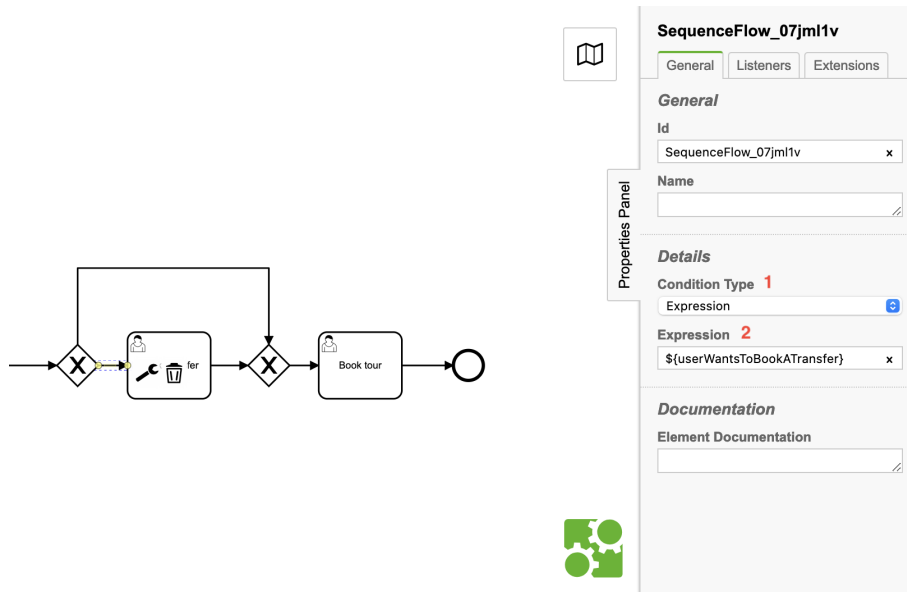 SequenceFlow_07jml1v
General Listeners Extensions
General
Id
SequenceFlow_07jml1v x
Name
Properties Panel
Details
Condition Type 1
Expression
Expression 2
${userWantsToBookATransfer} x
Documentation
Element Documentation
X
fer
X
Book tour